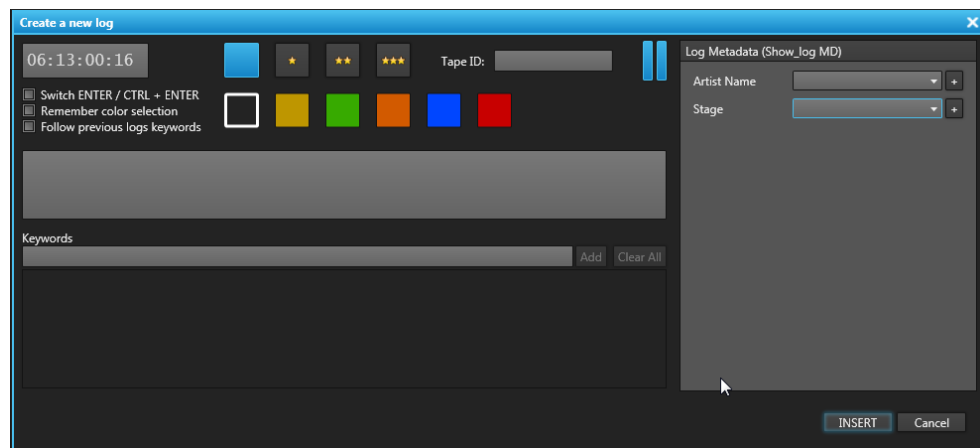 Create a new log
06:13:00:16
Tape ID:
Switch ENTER / CTRL + ENTER
Remember color selection
Follow previous logs keywords
Keywords
Add
Clear All
Log Metadata (Show_log MD)
Artist Name
+
Stage
+
INSERT
Cancel